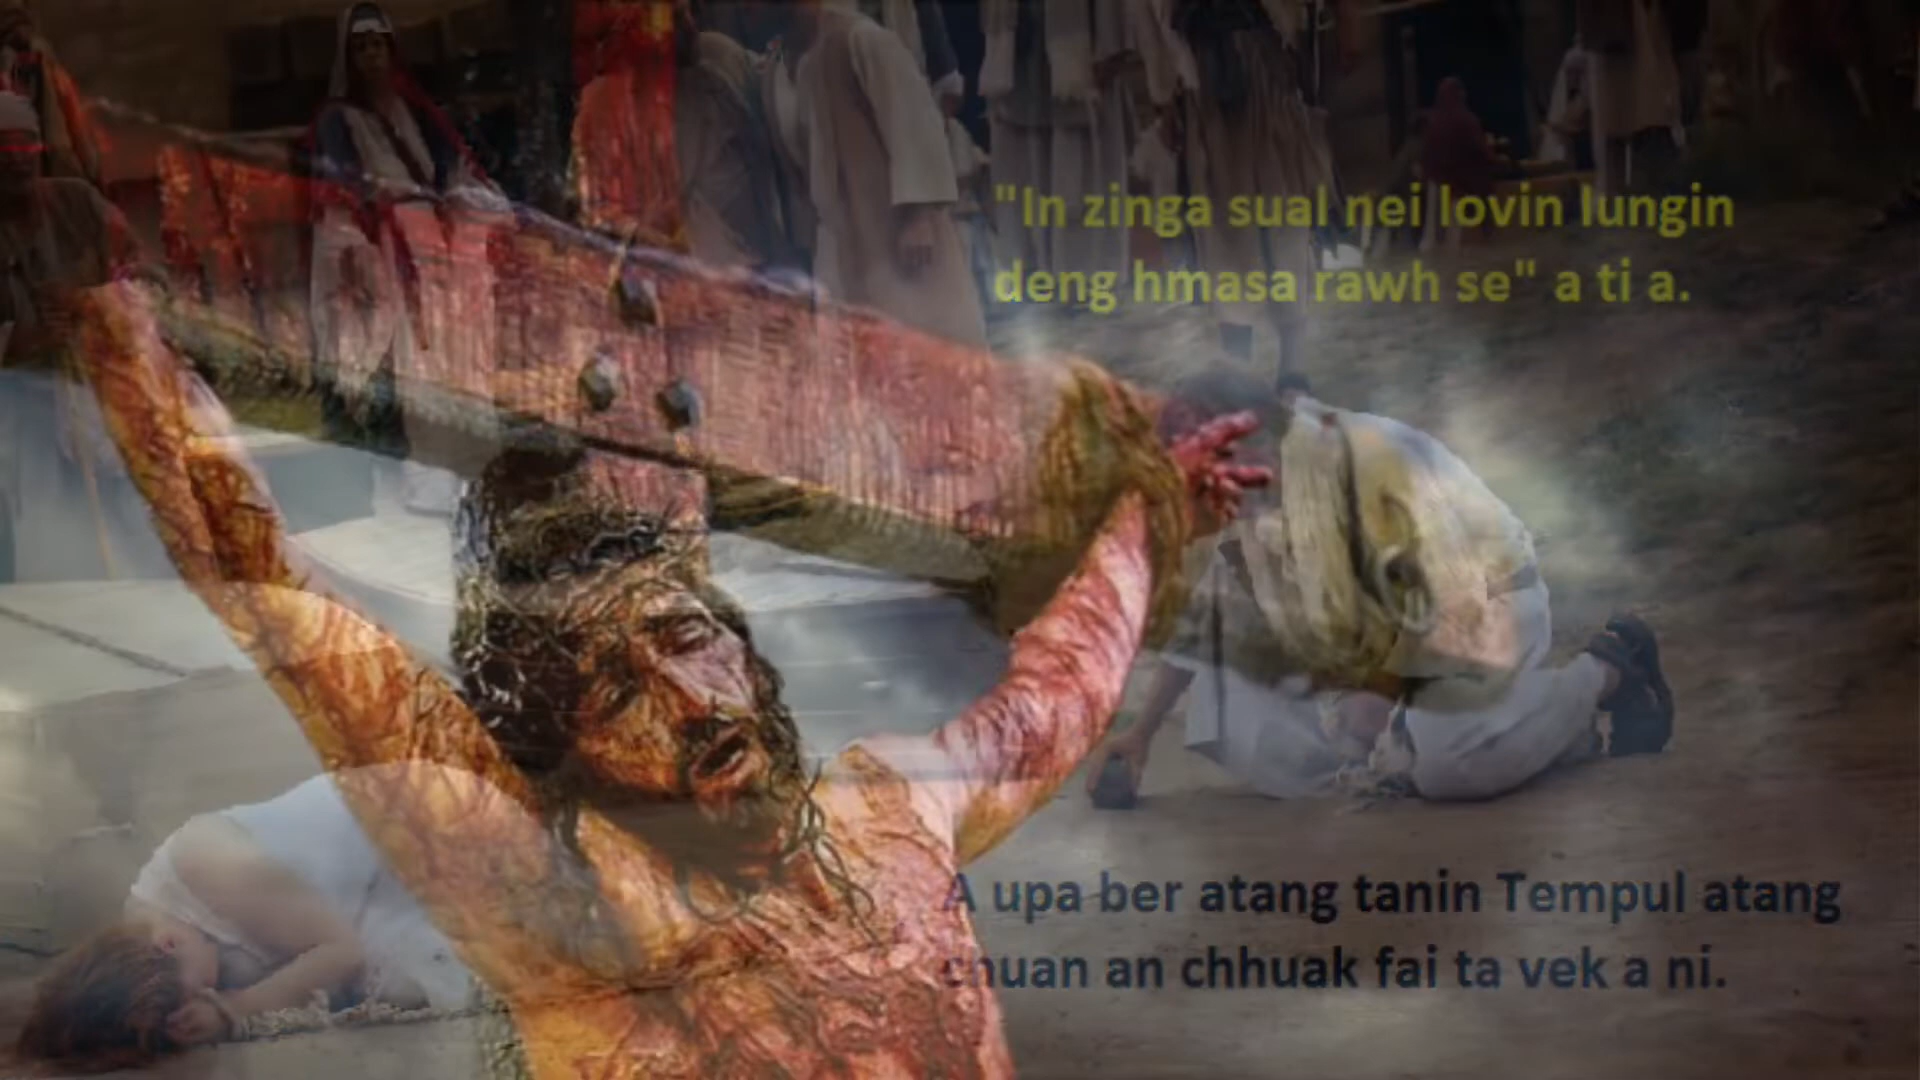 "In zinga sual nei lovin lungin
deng hmasa rawh se" a ti a.
A upa ber atang tanin Tempul atang
chuan an chhuak fai ta vek a ni.